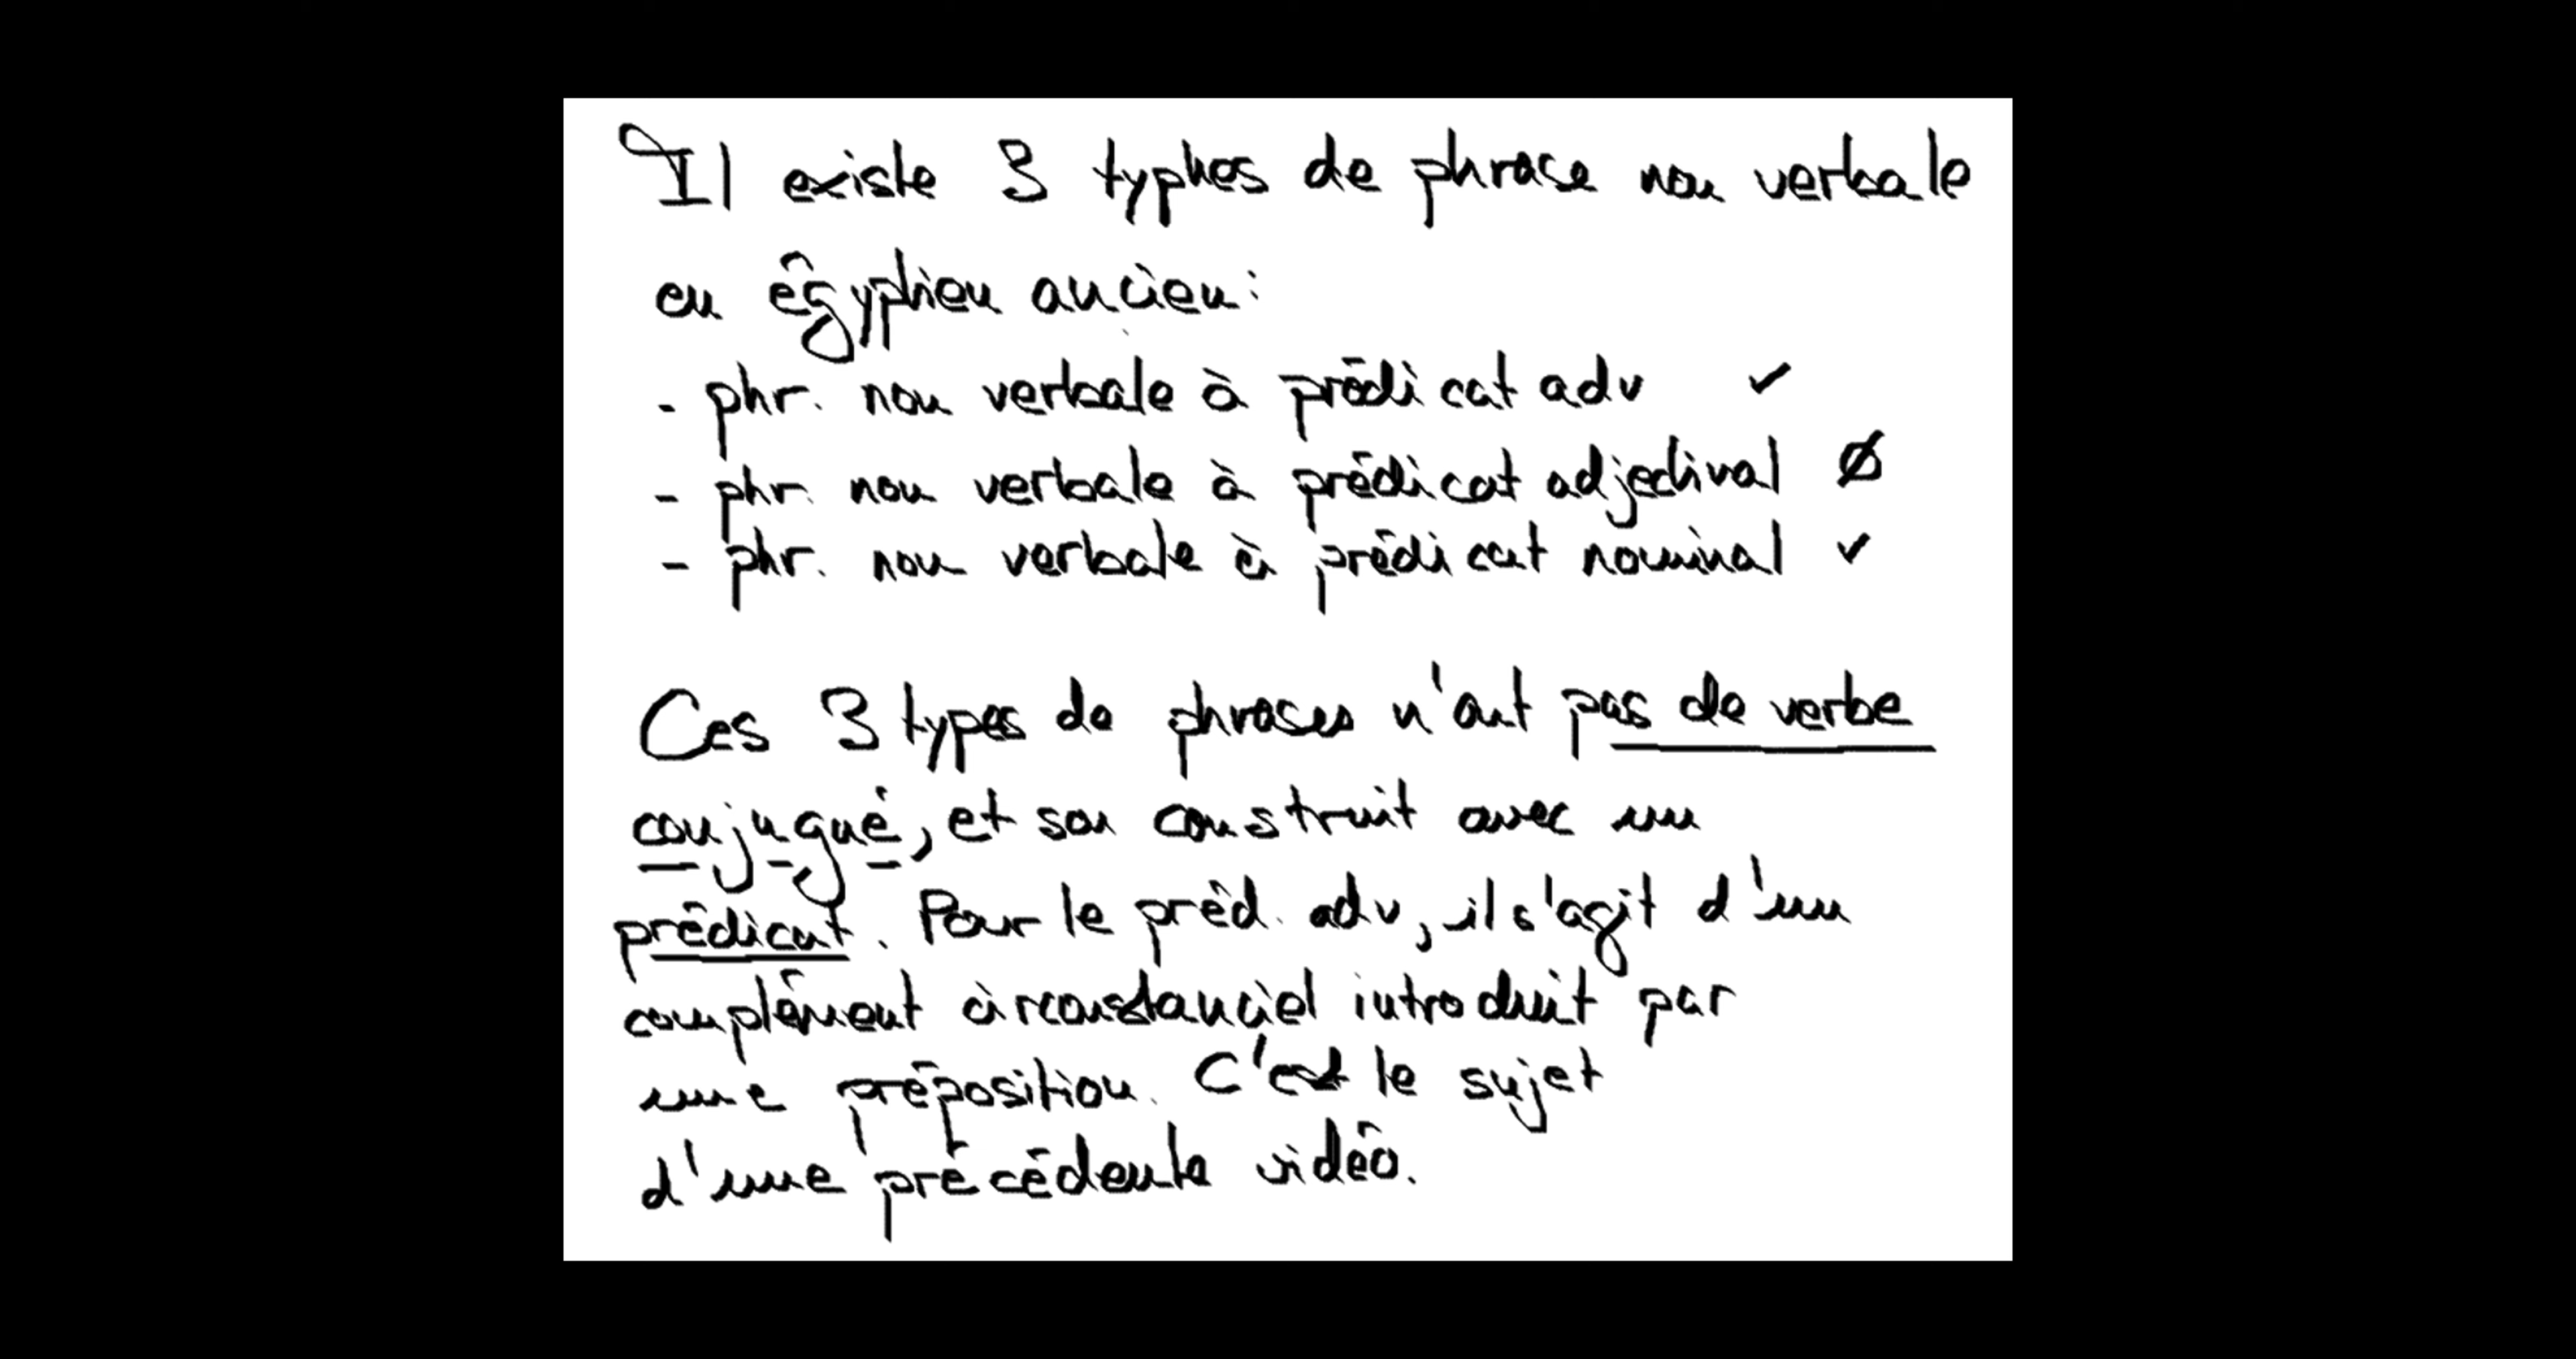 Il existe 3 typhes de phrase non verbale
en égyptien ancien:
- phr. non verbale à prédicat adv ✓
- phr. non verbale à prédicat adjectival Ø
- phr. non verbale à prédicat nominal ✓
Ces 3 types de phrases n'ont pas de verbe
conjugué, et son construit avec un
prédicat. Pour le préd. adv, il s'agit d'un
complément circonstanciel introduit par
une préposition. C'est le sujet
d'une précédente vidéo.